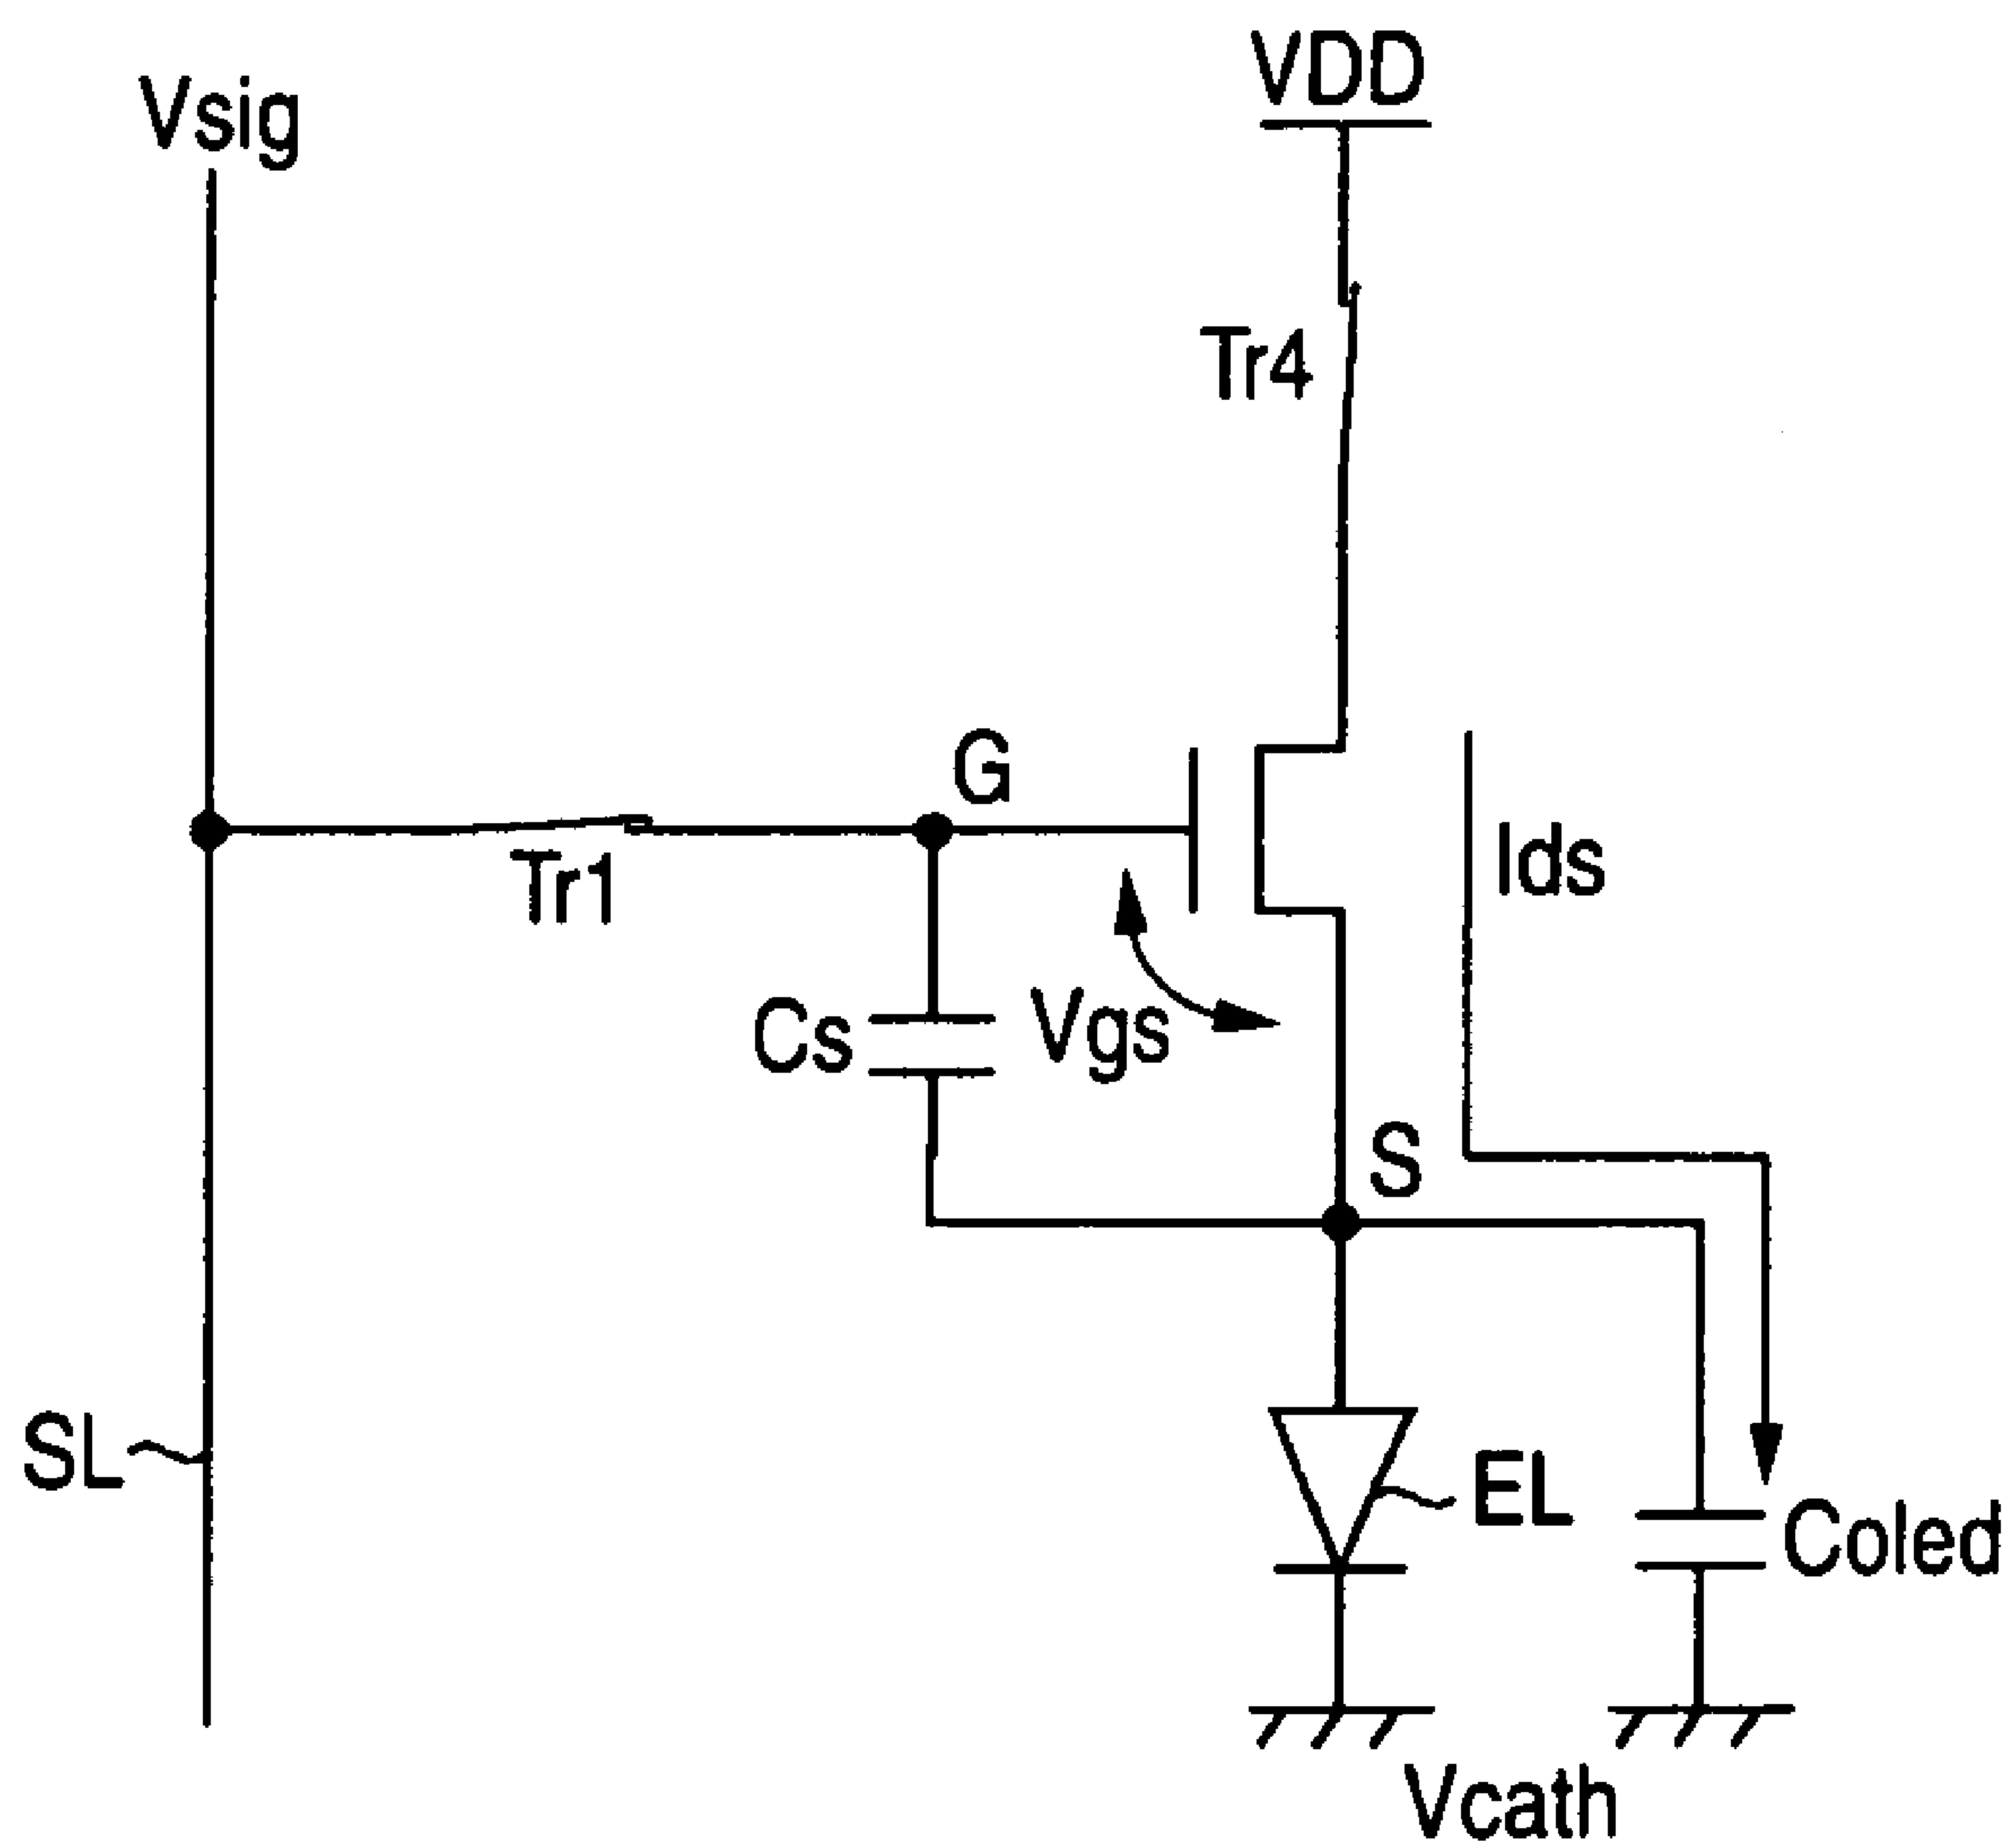 VDD
Vsig
Tr4
G
Ids
Tr1
Cs
Vgs
S
SL
EL
Coled
Vcath